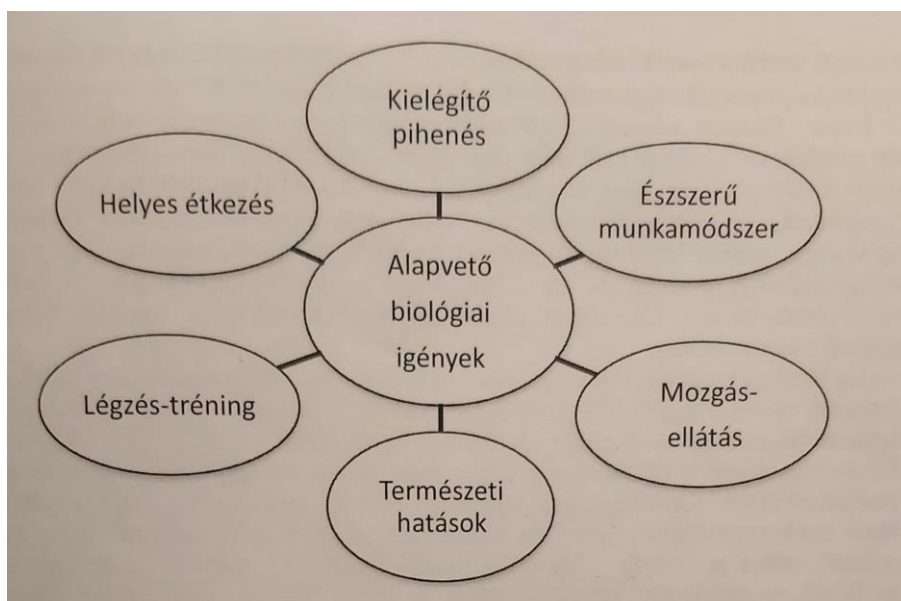 Kielégítő
pihenés
Helyes étkezés
Észszerű
munkamódszer
Alapvető
biológiai
igények
Légzés-tréning
Mozgás-
ellátás
Természeti
hatások